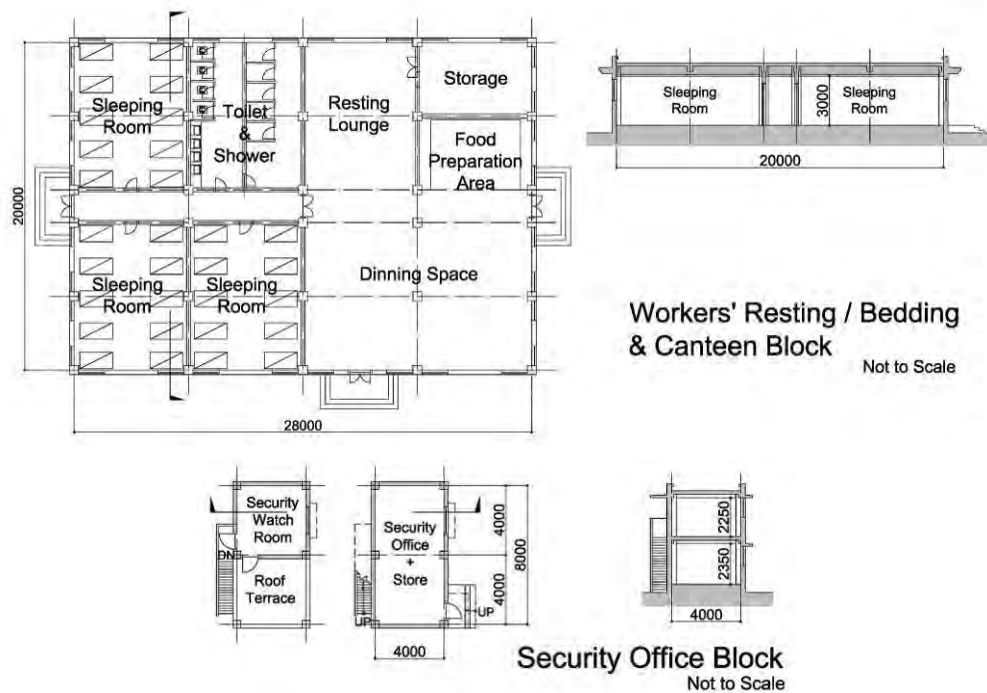 Sleeping
Room
Toilet
&
Shower
Resting
Lounge
Storage
Food
Preparation
Area
Sleeping
Room
Sleeping
Room
Dinning Space
20000
28000
Sleeping
Room
Sleeping
Room
3000
20000
Workers' Resting / Bedding
& Canteen Block
Not to Scale
Security
Watch
Room
DN
Roof
Terrace
Security
Office
+
Store
UP
UP
4000
4000
8000
4000
2250
2350
4000
Security Office Block
Not to Scale